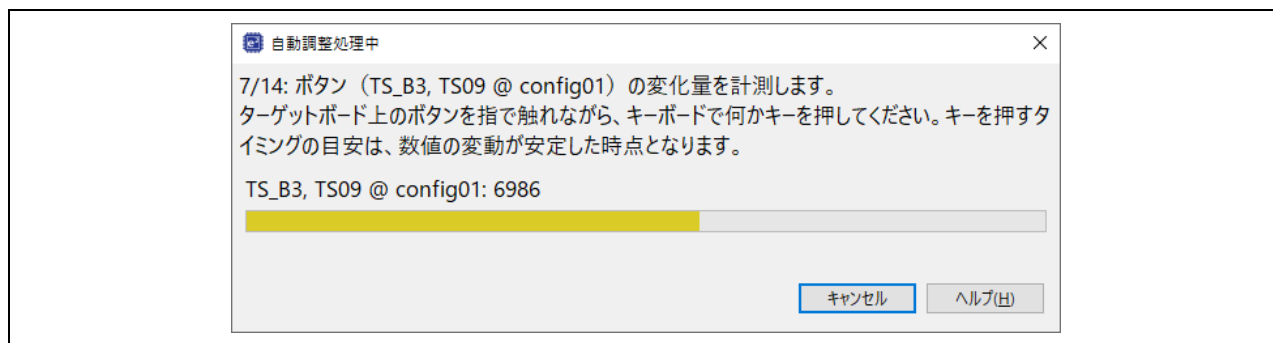 自動調整処理中
7/14: ボタン（TS_B3, TS09 @ config01）の変化量を計測します。
ターゲットボード上のボタンを指で触れながら、キーボードで何かキーを押してください。キーを押すタ
イミングの目安は、数値の変動が安定した時点となります。
TS_B3, TS09 @ config01: 6986
キャンセル
ヘルプ(H)